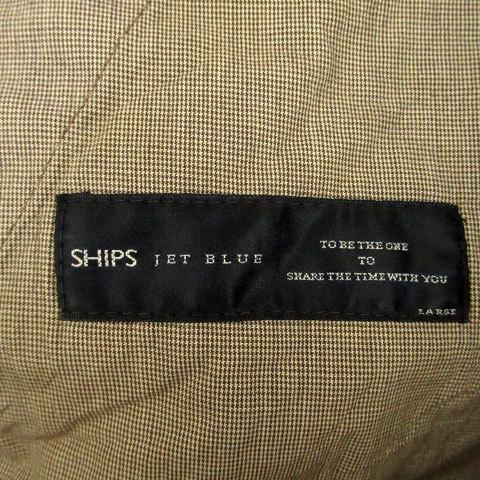 SHIPS JET BLUE
TO BE THE ONE
TO
SHARE THE TIME WITH YOU
LARGE